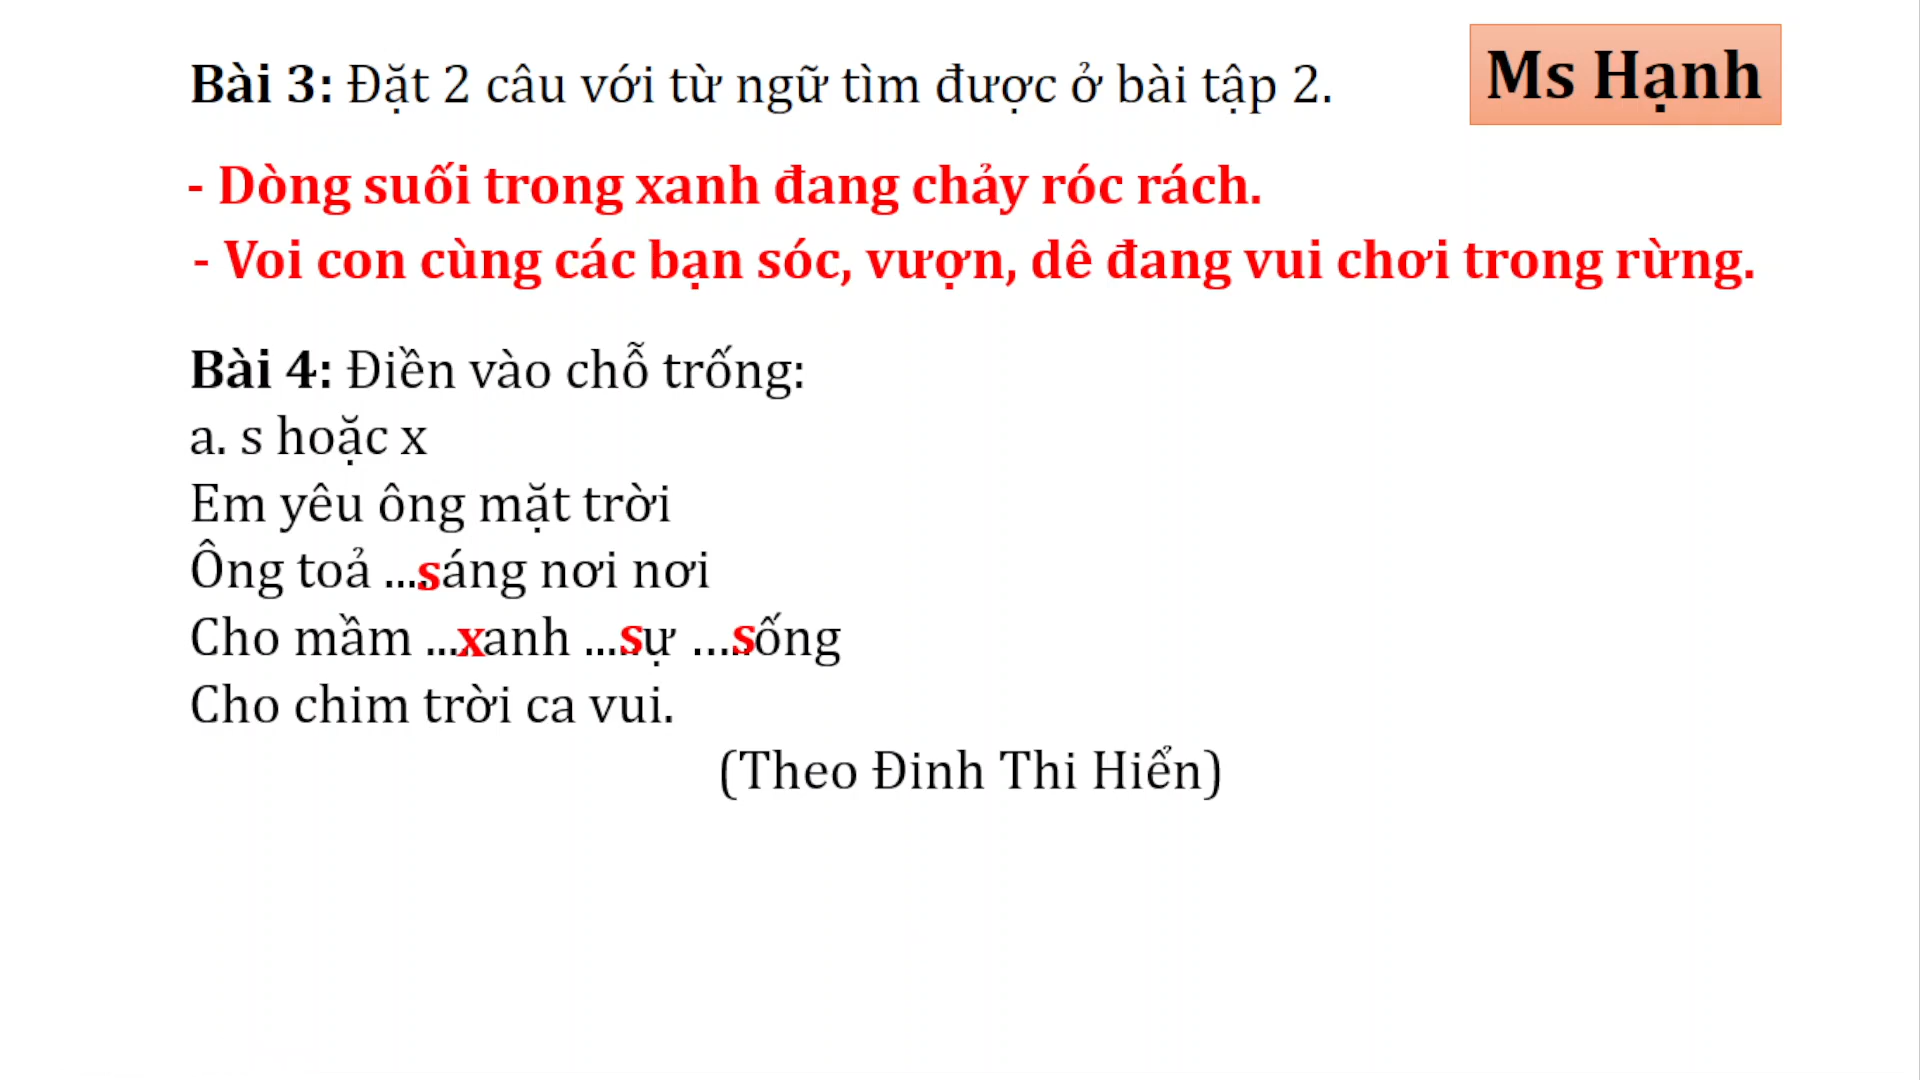 Bài 3: Đặt 2 câu với từ ngữ tìm được ở bài tập 2.
Ms Hạnh
- Dòng suối trong xanh đang chảy róc rách.
- Voi con cùng các bạn sóc, vượn, dê đang vui chơi trong rừng.
Bài 4: Điền vào chỗ trống:
a. s hoặc x
Em yêu ông mặt trời
Ông toả ....sáng nơi nơi
Cho mầm ....xanh ....sự ....sống
Cho chim trời ca vui.
(Theo Đinh Thi Hiển)